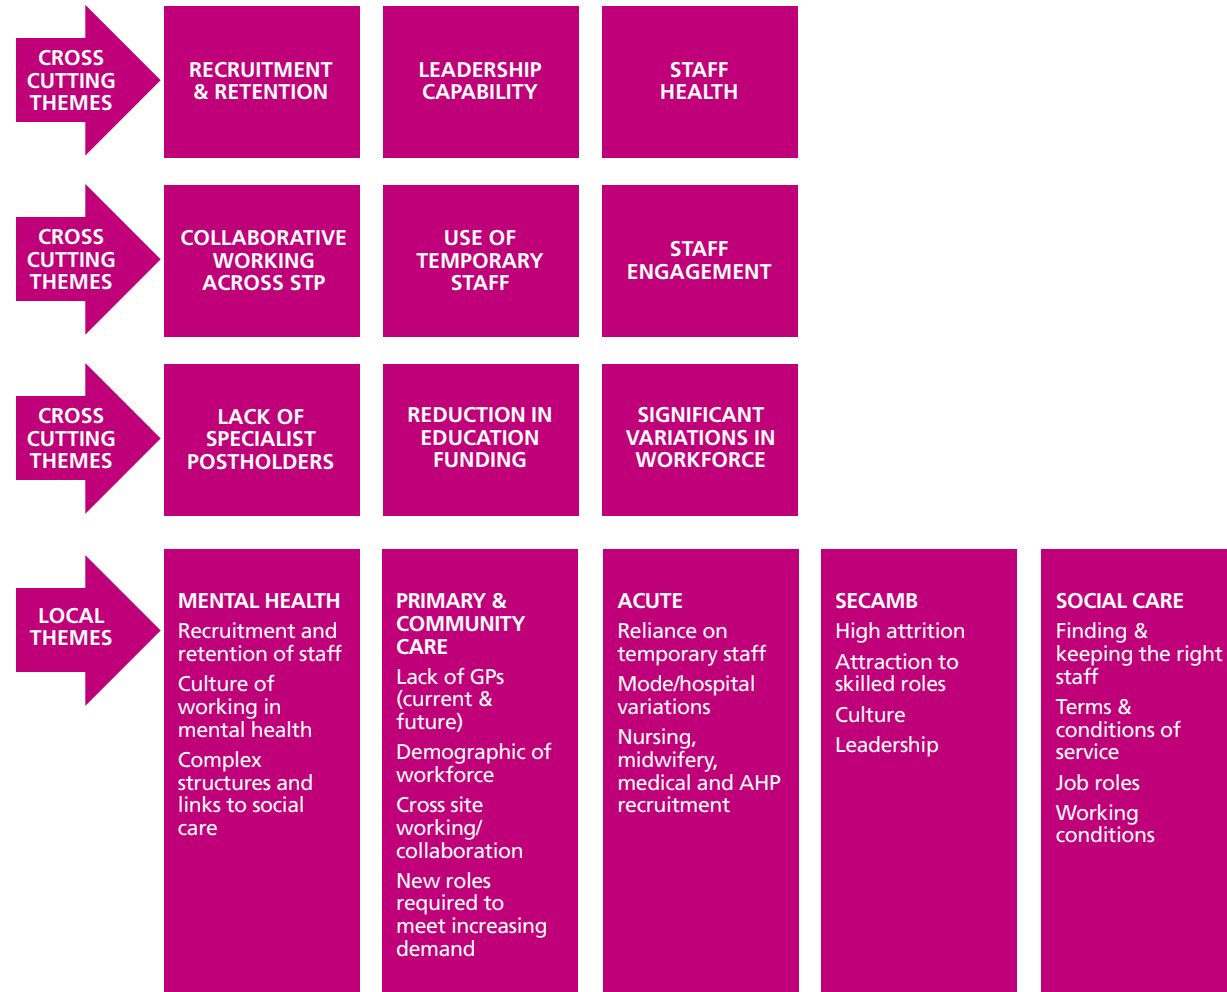 CROSS
CUTTING
THEMES
RECRUITMENT
& RETENTION
LEADERSHIP
CAPABILITY
STAFF
HEALTH
CROSS
CUTTING
THEMES
COLLABORATIVE
WORKING
ACROSS STP
USE OF
TEMPORARY
STAFF
STAFF
ENGAGEMENT
CROSS
CUTTING
THEMES
LACK OF
SPECIALIST
POSTHOLDERS
REDUCTION IN
EDUCATION
FUNDING
SIGNIFICANT
VARIATIONS IN
WORKFORCE
LOCAL
THEMES
MENTAL HEALTH
Recruitment and
retention of staff
Culture of
working in
mental health
Complex
structures and
links to social
care
PRIMARY &
COMMUNITY
CARE
Lack of GPs
(current &
future)
Demographic of
workforce
Cross site
working/
collaboration
New roles
required to
meet increasing
demand
ACUTE
Reliance on
temporary staff
Mode/hospital
variations
Nursing,
midwifery,
medical and AHP
recruitment
SECAMB
High attrition
Attraction to
skilled roles
Culture
Leadership
SOCIAL CARE
Finding &
keeping the right
staff
Terms &
conditions of
service
Job roles
Working
conditions